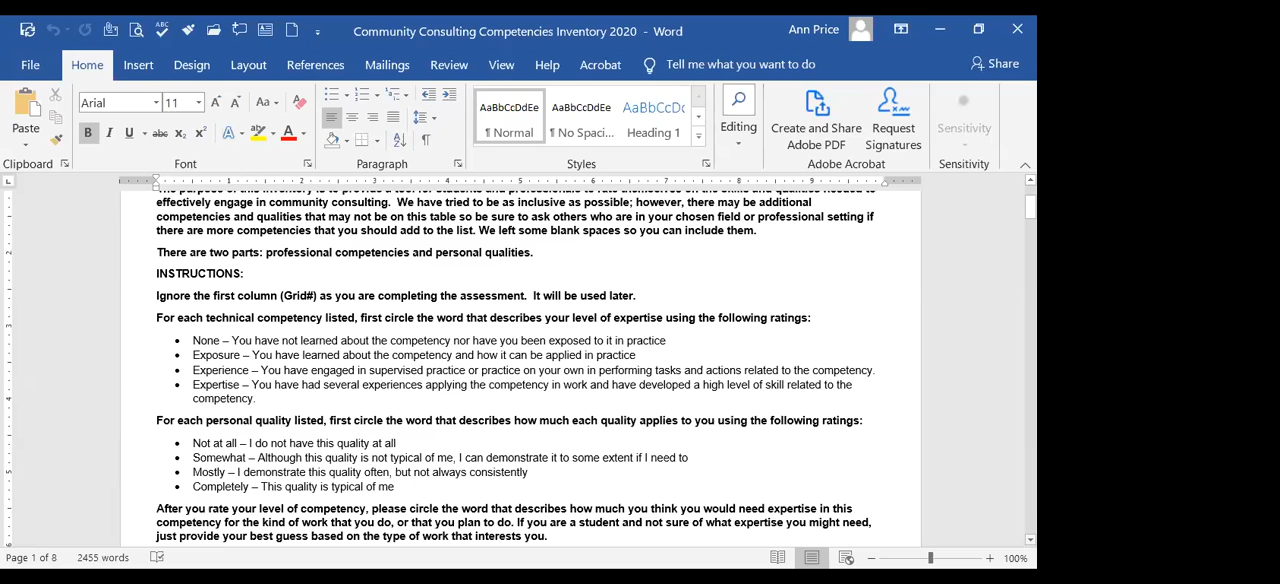 Community Consulting Competencies Inventory 2020 - Word
Ann Price
File Home Insert Design Layout References Mailings Review View Help Acrobat Tell me what you want to do Share
Arial 11
Paste
Clipboard
Font
Paragraph
AaBbCcDdEe AaBbCcDdEe AaBbCcDc
¶ Normal ¶ No Spaci... Heading 1
Styles
Editing
Create and Share Adobe PDF
Request Signatures
Adobe Acrobat
Sensitivity
Sensitivity
effectively engage in community consulting. We have tried to be as inclusive as possible; however, there may be additional
competencies and qualities that may not be on this table so be sure to ask others who are in your chosen field or professional setting if
there are more competencies that you should add to the list. We left some blank spaces so you can include them.
There are two parts: professional competencies and personal qualities.
INSTRUCTIONS:
Ignore the first column (Grid#) as you are completing the assessment. It will be used later.
For each technical competency listed, first circle the word that describes your level of expertise using the following ratings:
• None – You have not learned about the competency nor have you been exposed to it in practice
• Exposure – You have learned about the competency and how it can be applied in practice
• Experience – You have engaged in supervised practice or practice on your own in performing tasks and actions related to the competency.
• Expertise – You have had several experiences applying the competency in work and have developed a high level of skill related to the
competency.
For each personal quality listed, first circle the word that describes how much each quality applies to you using the following ratings:
• Not at all – I do not have this quality at all
• Somewhat – Although this quality is not typical of me, I can demonstrate it to some extent if I need to
• Mostly – I demonstrate this quality often, but not always consistently
• Completely – This quality is typical of me
After you rate your level of competency, please circle the word that describes how much you think you would need expertise in this
competency for the kind of work that you do, or that you plan to do. If you are a student and not sure of what expertise you might need,
just provide your best guess based on the type of work that interests you.
Page 1 of 8 2455 words 100%